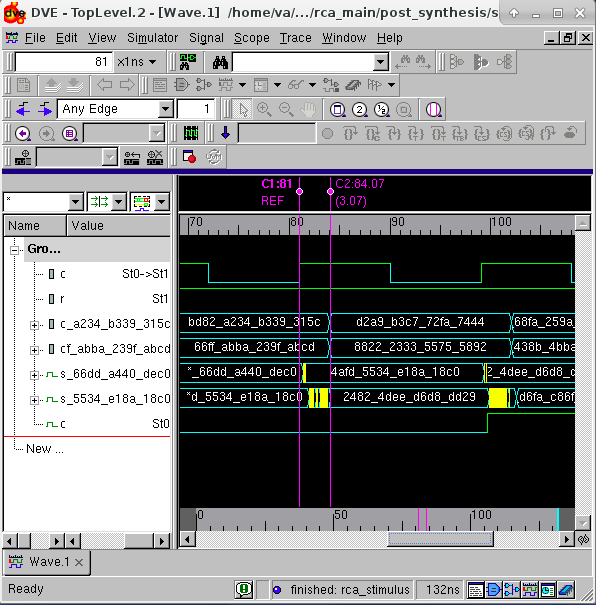 DVE - TopLevel.2 - [Wave.1] /home/va/.../rca_main/post_synthesis/s
File Edit View Simulator Signal Scope Trace Window Help
81 x1ns
Any Edge 1
C1:81 C2:84.07
REF (3.07)
*
Name Value
70 80 90 100
Gro...
c St0->St1
r St1
c_a234_b339_315c bd82_a234_b339_315c d2a9_b3c7_72fa_7444 68fa_259a_
cf_abba_239f_abcd 66ff_abba_239f_abcd 8822_2333_5575_5892 438b_4bba
s_66dd_a440_dec0 *_66dd_a440_dec0 4afd_5534_e18a_18c0 2_4dee_d6d8_c
s_5534_e18a_18c0 *d_5534_e18a_18c0 2482_4dee_d6d8_dd29 d6fa_c86f
c St0
New ...
0 50 100
Wave.1
Ready finished: rca_stimulus 132ns